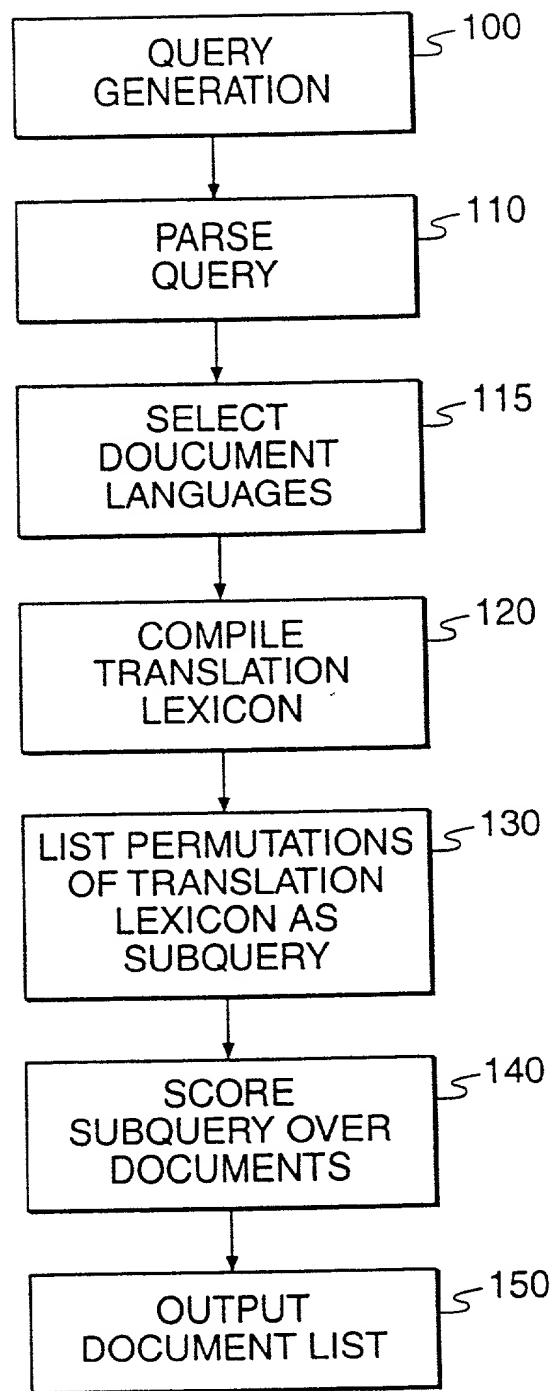 QUERY
GENERATION
100
PARSE
QUERY
110
SELECT
DOUCUMENT
LANGUAGES
115
COMPILE
TRANSLATION
LEXICON
120
LIST PERMUTATIONS
OF TRANSLATION
LEXICON AS
SUBQUERY
130
SCORE
SUBQUERY OVER
DOCUMENTS
140
OUTPUT
DOCUMENT LIST
150